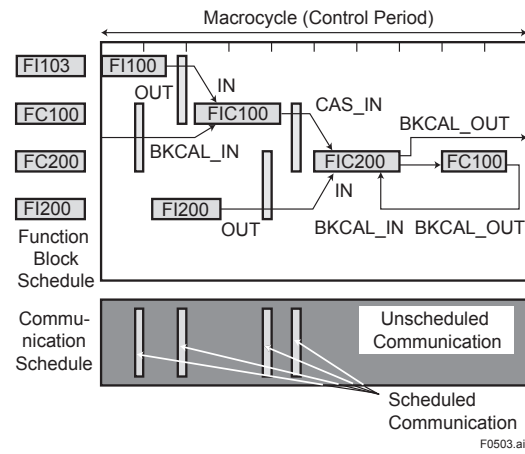 Macrocycle (Control Period)
FI103
FI100
OUT
IN
FC100
FIC100
CAS_IN
BKCAL_IN
BKCAL_OUT
FC200
FIC200
FC100
IN
FI200
FI200
OUT
BKCAL_IN
BKCAL_OUT
Function
Block
Schedule
Commu-
nication
Schedule
Unscheduled
Communication
Scheduled
Communication
F0503.ai